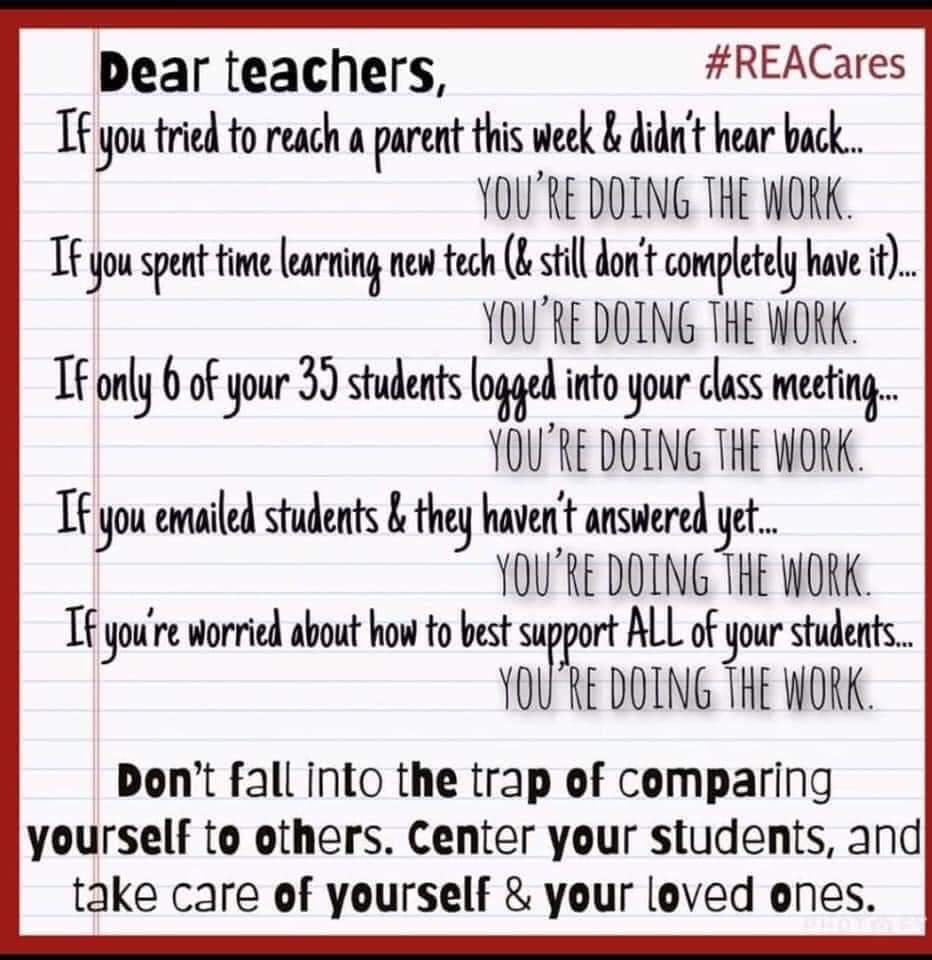 Dear teachers,
#REACares
If you tried to reach a parent this week & didn't hear back...
YOU'RE DOING THE WORK.
If you spent time learning new tech (& still don't completely have it)...
YOU'RE DOING THE WORK.
If only 6 of your 35 students logged into your class meeting...
YOU'RE DOING THE WORK.
If you emailed students & they haven't answered yet...
YOU'RE DOING THE WORK.
If you're worried about how to best support ALL of your students...
YOU'RE DOING THE WORK.
Don't fall into the trap of comparing
yourself to others. Center your students, and
take care of yourself & your loved ones.